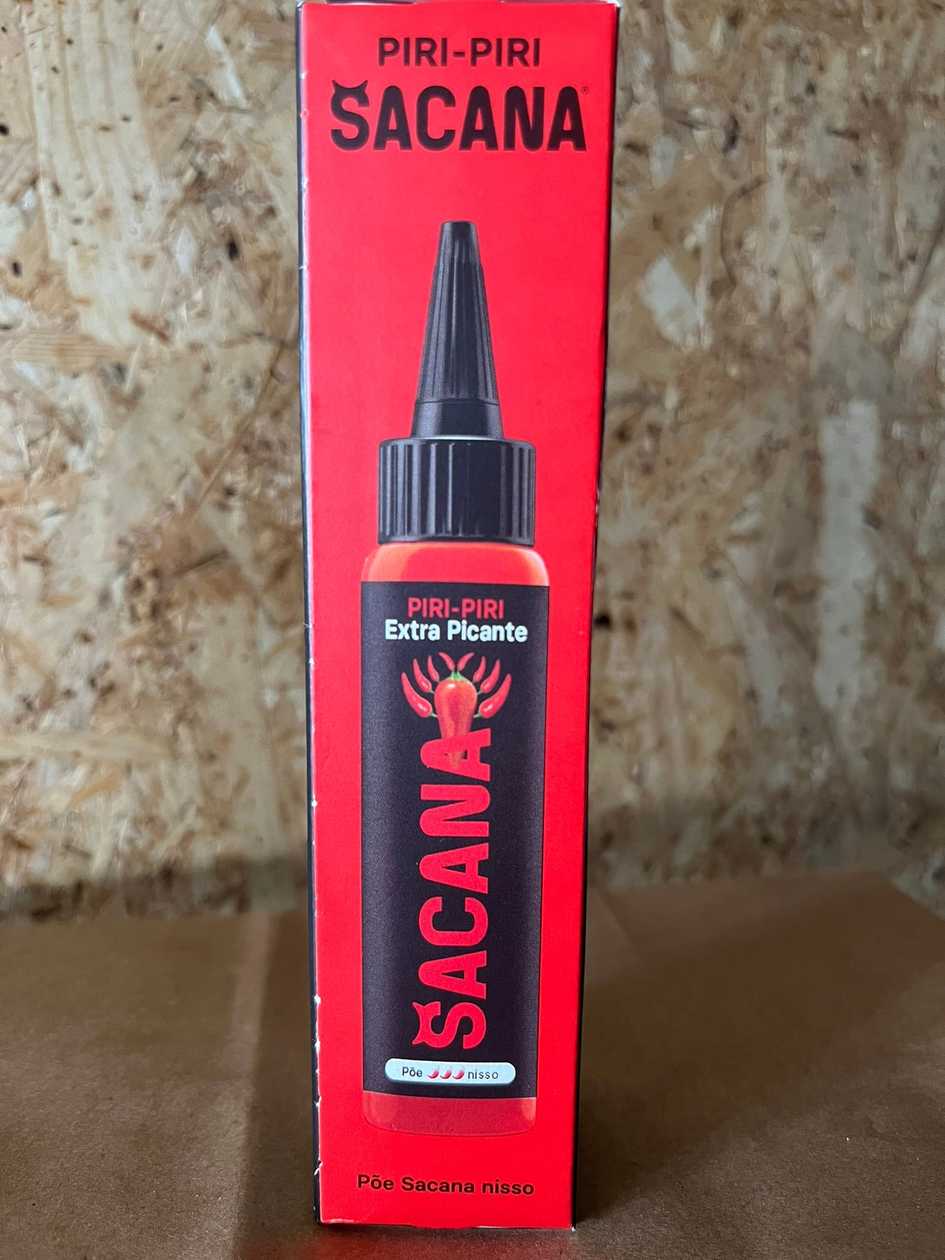 PIRI-PIRI
SACANA®
PIRI-PIRI
Extra Picante
SACANA
Põe nisso
Põe Sacana nisso